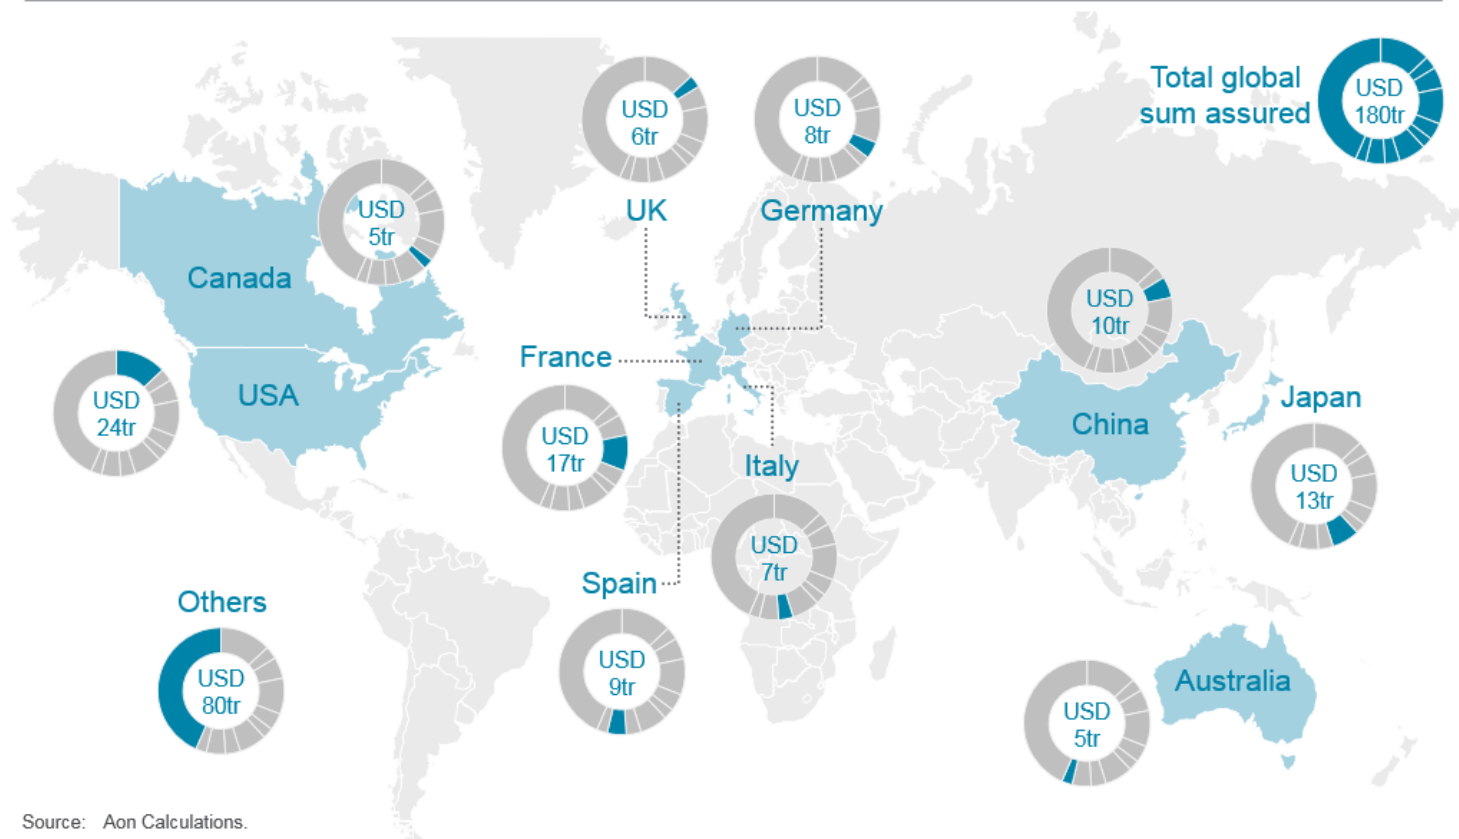 Total global
sum assured
USD
180tr
USD
6tr
UK
USD
8tr
Germany
USD
5tr
Canada
USD
24tr
USA
France
USD
17tr
USD
10tr
China
Japan
USD
13tr
Italy
USD
7tr
Spain
USD
9tr
Others
USD
80tr
Australia
USD
5tr
Source: Aon Calculations.